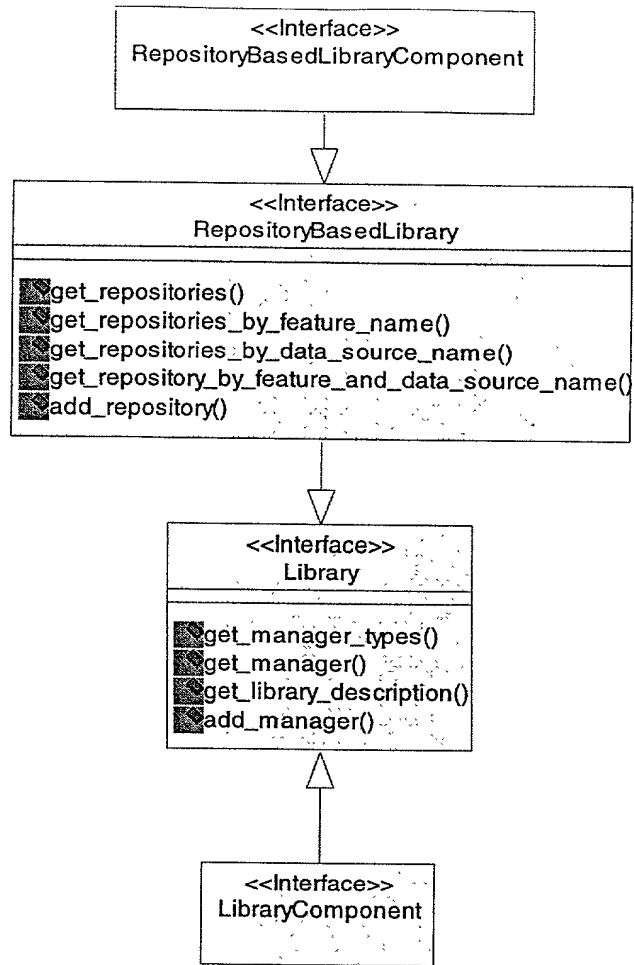 <<Interface>>
RepositoryBasedLibraryComponent
<<Interface>>
RepositoryBasedLibrary
get_repositories()
get_repositories_by_feature_name()
get_repositories_by_data_source_name()
get_repository_by_feature_and_data_source_name()
add_repository()
<<Interface>>
Library
get_manager_types()
get_manager()
get_library_description()
add_manager()
<<Interface>>
LibraryComponent